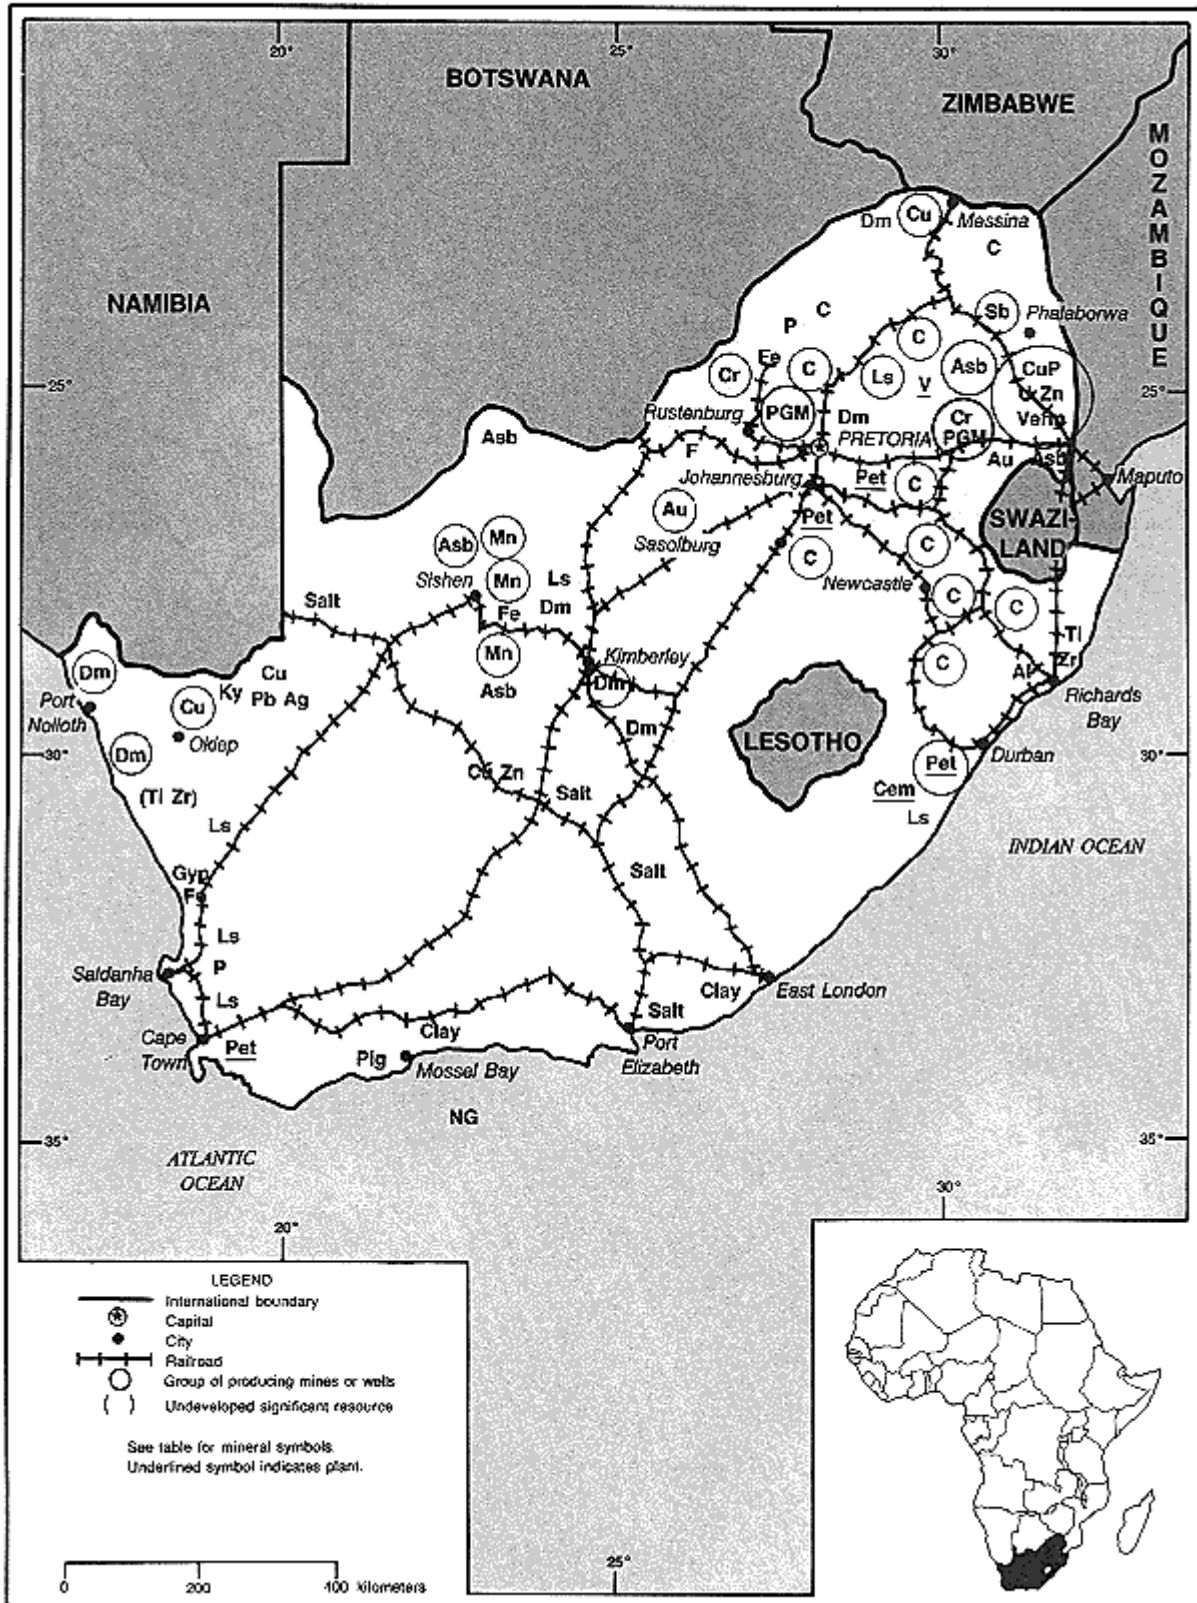 20°
25°
30°
BOTSWANA
ZIMBABWE
MOZAMBIQUE
NAMIBIA
Dm
Cu
Messina
C
Sb
Phalaborwa
P
C
C
Fe
Cr
C
Ls
V
Asb
CuP
Zn
25°
25°
Rustenburg
PGM
Dm
Cr
PGM
PRETORIA
Asb
F
Au
Asb
Johannesburg
Pet
C
Maputo
Au
Sasolburg
Pet
C
SWAZI-
LAND
C
Asb
Mn
Mn
Sishen
Newcastle
C
C
Salt
Fe
Ls
Dm
Mn
Asb
Kimberley
Dm
C
Ti
Zr
Al
Richards
Bay
Dm
Port
Nolloth
Cu
Ky
Cu
Pb Ag
Okiep
Dm
Dm
LESOTHO
Durban
30°
30°
(Ti Zr)
Ls
Cu Zn
Salt
Pet
Cem
Ls
INDIAN OCEAN
Gyp
Fe
Salt
Ls
P
Ls
Saldanha
Bay
Clay
East London
Salt
Cape
Town
Pet
Clay
Pig
Mossel Bay
Port
Elizabeth
NG
35°
35°
ATLANTIC
OCEAN
30°
20°
LEGEND
International boundary
Capital
City
Railroad
Group of producing mines or wells
( ) Undeveloped significant resource
See table for mineral symbols.
Underlined symbol indicates plant.
25°
0 200 400 kilometers